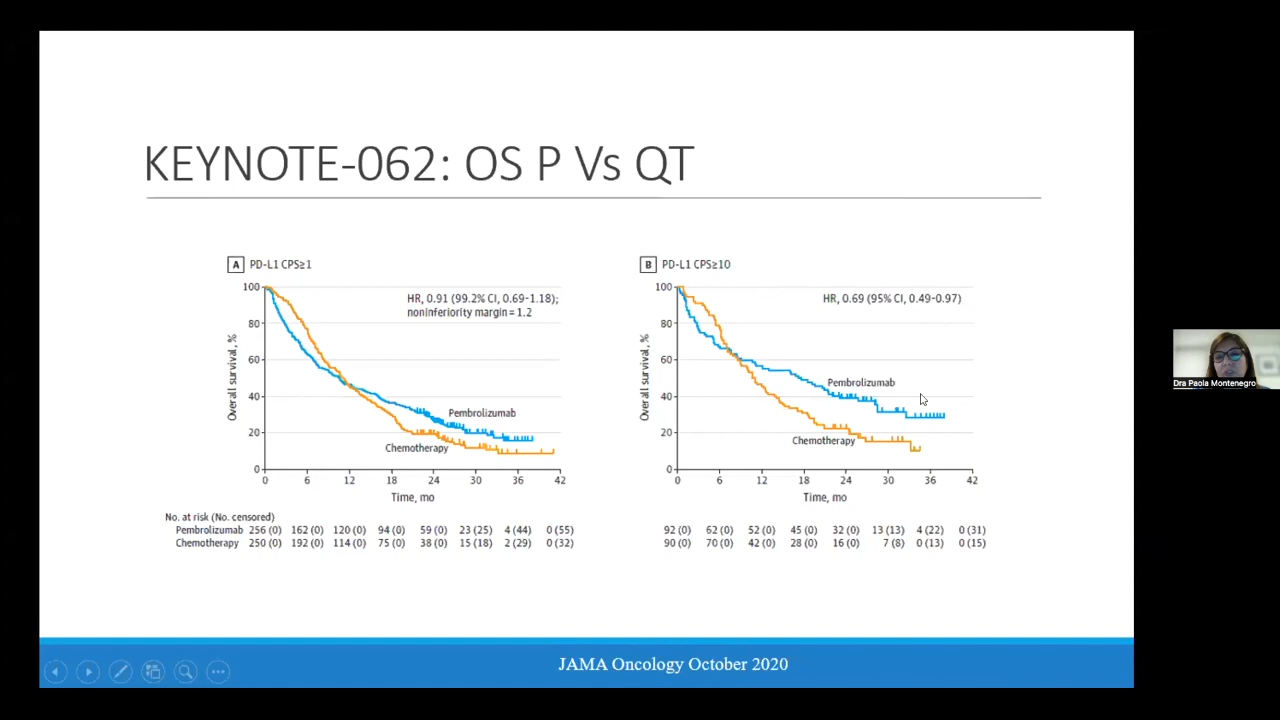 KEYNOTE-062: OS P Vs QT
A PD-L1 CPS≥1
HR, 0.91 (99.2% CI, 0.69-1.18);
noninferiority margin = 1.2
Overall survival, %
100
80
60
40
20
0
Pembrolizumab
Chemotherapy
0 6 12 18 24 30 36 42
Time, mo
No. at risk (No. censored)
Pembrolizumab 256 (0) 162 (0) 120 (0) 94 (0) 59 (0) 23 (25) 4 (44) 0 (55)
Chemotherapy 250 (0) 192 (0) 114 (0) 75 (0) 38 (0) 15 (18) 2 (29) 0 (32)
B PD-L1 CPS≥10
HR, 0.69 (95% CI, 0.49-0.97)
Overall survival, %
100
80
60
40
20
0
Pembrolizumab
Chemotherapy
0 6 12 18 24 30 36 42
Time, mo
92 (0) 62 (0) 52 (0) 45 (0) 32 (0) 13 (13) 4 (22) 0 (31)
90 (0) 70 (0) 42 (0) 28 (0) 16 (0) 7 (8) 0 (13) 0 (15)
JAMA Oncology October 2020
Dra Paola Montenegro